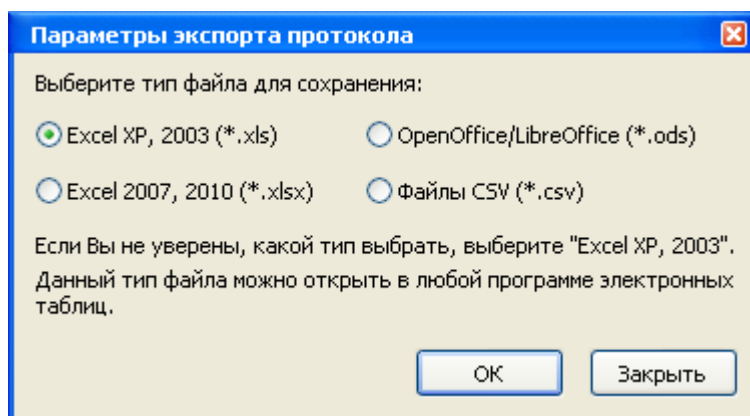 Параметры экспорта протокола
Выберите тип файла для сохранения:
Excel XP, 2003 (*.xls)
OpenOffice/LibreOffice (*.ods)
Excel 2007, 2010 (*.xlsx)
Файлы CSV (*.csv)
Если Вы не уверены, какой тип выбрать, выберите "Excel XP, 2003".
Данный тип файла можно открыть в любой программе электронных
таблиц.
ОК
Закрыть